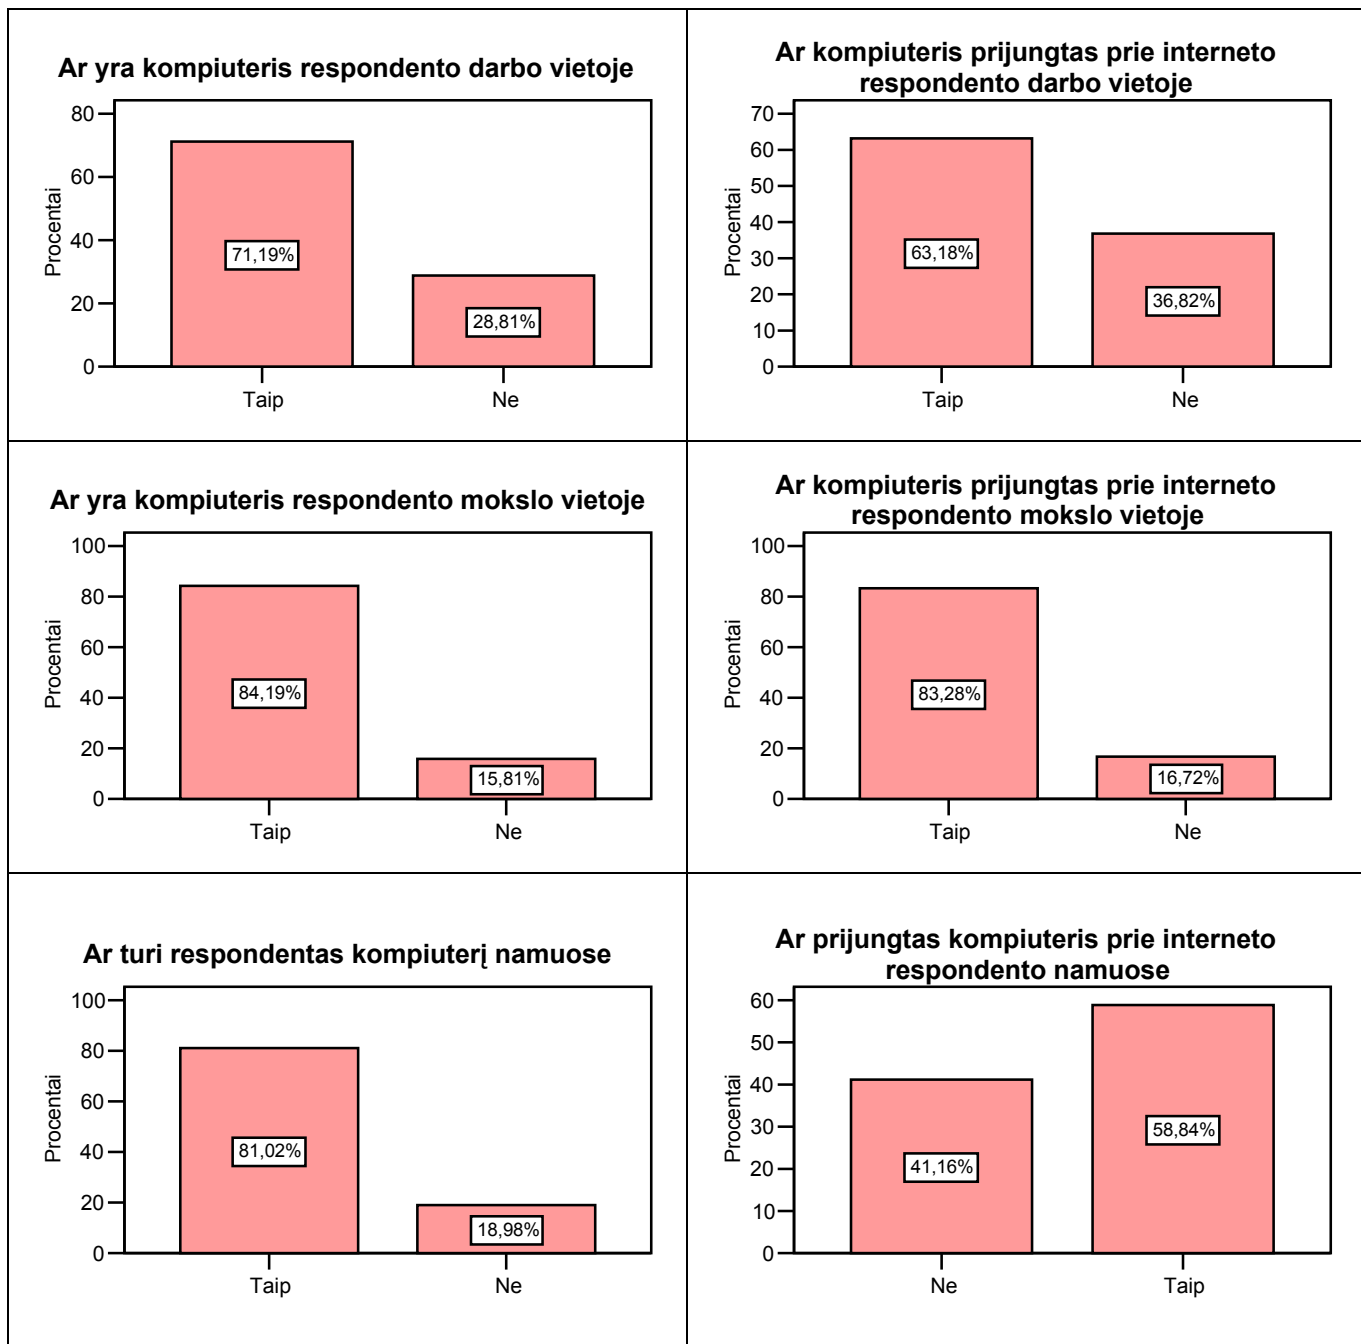 Ar yra kompiuteris respondento darbo vietoje
80
60
40
20
0
Procentai
71,19%
28,81%
Taip
Ne
Ar kompiuteris prijungtas prie interneto
respondento darbo vietoje
70
60
50
40
30
20
10
0
Procentai
63,18%
36,82%
Taip
Ne
Ar yra kompiuteris respondento mokslo vietoje
100
80
60
40
20
0
Procentai
84,19%
15,81%
Taip
Ne
Ar kompiuteris prijungtas prie interneto
respondento mokslo vietoje
100
80
60
40
20
0
Procentai
83,28%
16,72%
Taip
Ne
Ar turi respondentas kompiuterį namuose
100
80
60
40
20
0
Procentai
81,02%
18,98%
Taip
Ne
Ar prijungtas kompiuteris prie interneto
respondento namuose
60
50
40
30
20
10
0
Procentai
41,16%
58,84%
Ne
Taip